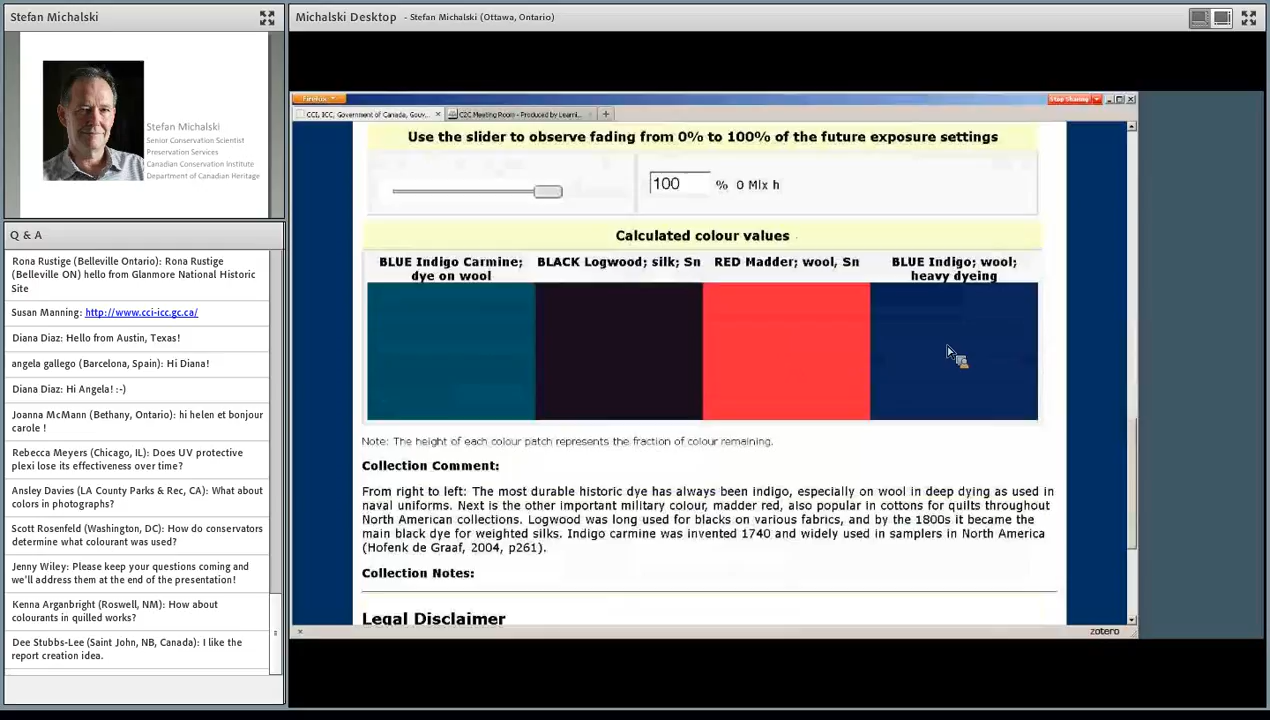 Stefan Michalski
Stefan Michalski
Senior Conservation Scientist
Preservation Services
Canadian Conservation Institute
Department of Canadian Heritage
Q & A
Rona Rustige (Belleville Ontario): Rona Rustige
(Belleville ON) hello from Glanmore National Historic
Site
Susan Manning: http://www.cci-icc.gc.ca/
Diana Diaz: Hello from Austin, Texas!
angela gallego (Barcelona, Spain): Hi Diana!
Diana Diaz: Hi Angela! :-)
Joanna McMann (Bethany, Ontario): hi helen et bonjour
carole !
Rebecca Meyers (Chicago, IL): Does UV protective
plexi lose its effectiveness over time?
Ansley Davies (LA County Parks & Rec, CA): What about
colors in photographs?
Scott Rosenfeld (Washington, DC): How do conservators
determine what colourant was used?
Jenny Wiley: Please keep your questions coming and
we'll address them at the end of the presentation!
Kenna Arganbright (Roswell, NM): How about
colourants in quilled works?
Dee Stubbs-Lee (Saint John, NB, Canada): I like the
report creation idea.
Michalski Desktop - Stefan Michalski (Ottawa, Ontario)
Firefox
Stop Sharing
CCI, ICC, Government of Canada, Gouv...
C2C Meeting Room - Produced by Learni...
Use the slider to observe fading from 0% to 100% of the future exposure settings
100 % 0 Mlx h
Calculated colour values
BLUE Indigo Carmine;
dye on wool
BLACK Logwood; silk; Sn
RED Madder; wool, Sn
BLUE Indigo; wool;
heavy dyeing
Note: The height of each colour patch represents the fraction of colour remaining.
Collection Comment:
From right to left: The most durable historic dye has always been indigo, especially on wool in deep dying as used in
naval uniforms. Next is the other important military colour, madder red, also popular in cottons for quilts throughout
North American collections. Logwood was long used for blacks on various fabrics, and by the 1800s it became the
main black dye for weighted silks. Indigo carmine was invented 1740 and widely used in samplers in North America
(Hofenk de Graaf, 2004, p261).
Collection Notes:
Legal Disclaimer
zotero